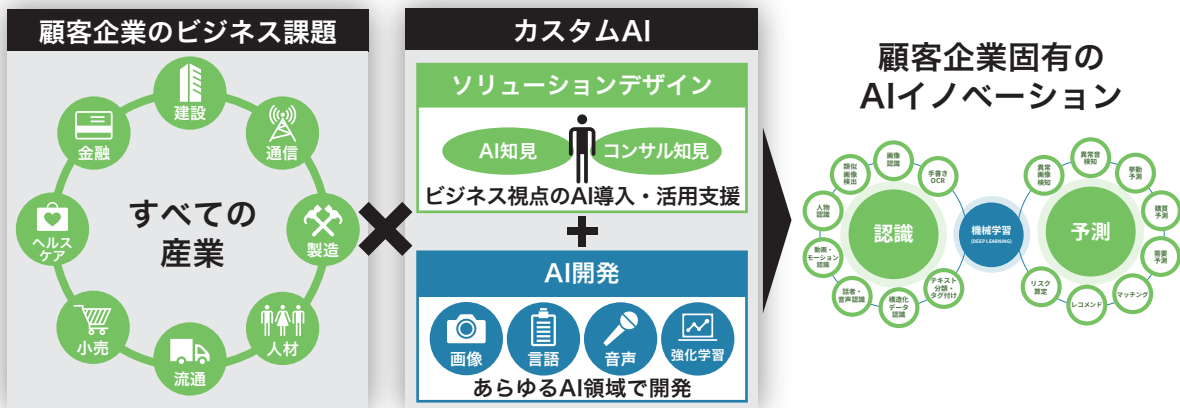 顧客企業のビジネス課題
建設
通信
製造
人材
流通
小売
ヘルス
ケア
金融
すべての
産業
カスタムAI
ソリューションデザイン
AI知見
コンサル知見
ビジネス視点のAI導入・活用支援
AI開発
画像
言語
音声
強化学習
あらゆるAI領域で開発
顧客企業固有の
AIイノベーション
認識
画像
認識
手書き
OCR
テキスト
分類・
タグ付け
構造化
データ
認識
話者・
音声認識
動画・
モーション
認識
人物
認識
類似
画像
検出
機械学習
(DEEP LEARNING)
予測
異常
画像
検知
異常音
検知
挙動
予測
購買
予測
需要
予測
マッチング
レコメンド
リスク
算定